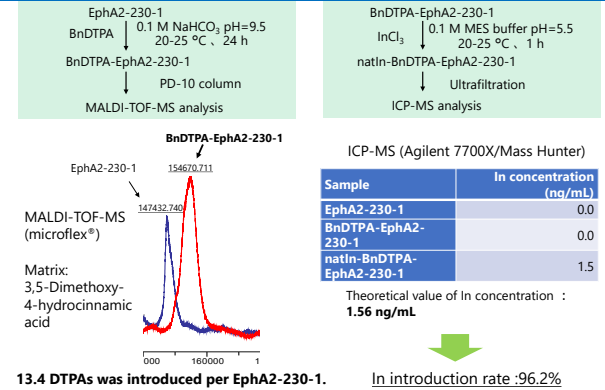 EphA2-230-1
BnDTPA
0.1 M NaHCO3 pH=9.5
20-25 ºC 、 24 h
BnDTPA-EphA2-230-1
PD-10 column
MALDI-TOF-MS analysis
BnDTPA-EphA2-230-1
InCl3
0.1 M MES buffer pH=5.5
20-25 ºC 、 1 h
natIn-BnDTPA-EphA2-230-1
Ultrafiltration
ICP-MS analysis
BnDTPA-EphA2-230-1
EphA2-230-1
154670.711
147432.740
MALDI-TOF-MS
(microflex®)
Matrix:
3,5-Dimethoxy-
4-hydrocinnamic
acid
000
160000
1
13.4 DTPAs was introduced per EphA2-230-1.
ICP-MS (Agilent 7700X/Mass Hunter)
Sample
In concentration
(ng/mL)
EphA2-230-1 0.0
BnDTPA-EphA2-
230-1 0.0
natIn-BnDTPA-
EphA2-230-1 1.5
Theoretical value of In concentration ：
1.56 ng/mL
In introduction rate :96.2%